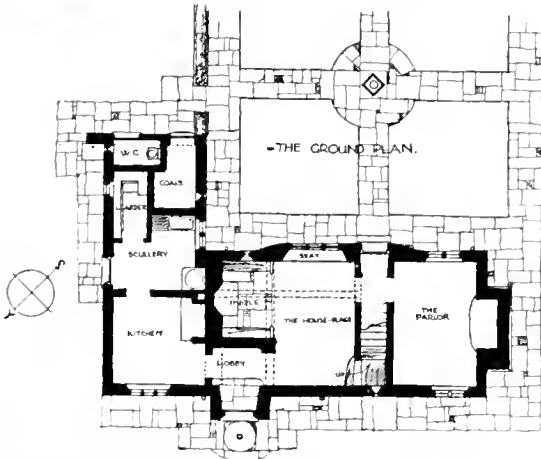 THE GROUND PLAN.
W.C.
COALS
LARDER
SCULLERY
SEAT
INGLE
THE HOUSE-PLACE
THE
PARLOR
KITCHEN
LOBBY
UP
S